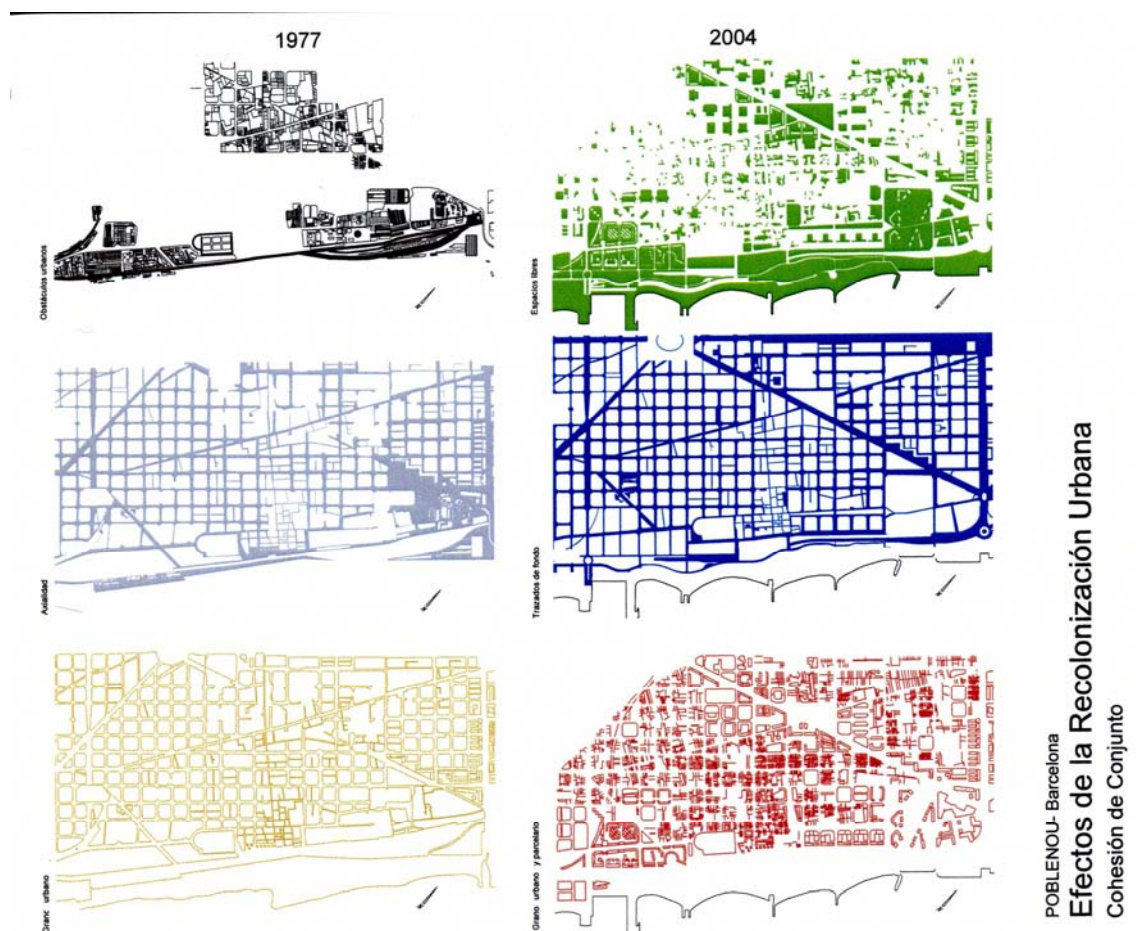 1977
2004
Obstáculos urbanos
Espacios libres
Axialidad
Trazados de fondo
Grano urbano
Grano urbano y parcelario
POBLENOU- Barcelona
Efectos de la Recolonización Urbana
Cohesión de Conjunto